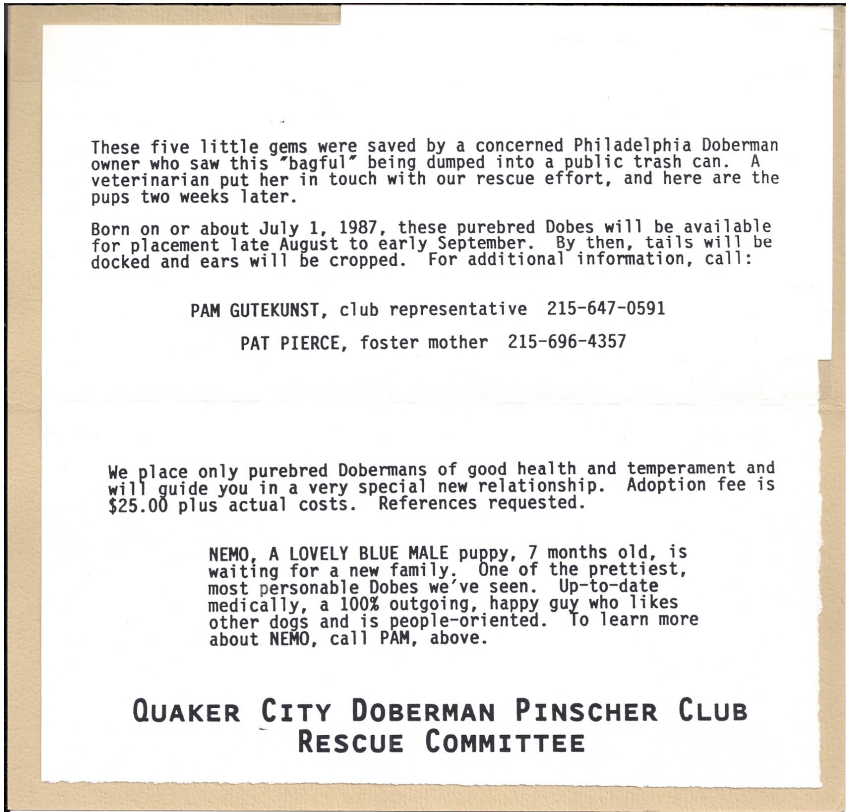 These five little gems were saved by a concerned Philadelphia Doberman
owner who saw this "bagful" being dumped into a public trash can.  A
veterinarian put her in touch with our rescue effort, and here are the
pups two weeks later.
Born on or about July 1, 1987, these purebred Dobes will be available
for placement late August to early September.  By then, tails will be
docked and ears will be cropped.  For additional information, call:
PAM GUTEKUNST, club representative  215-647-0591
PAT PIERCE, foster mother  215-696-4357
We place only purebred Dobermans of good health and temperament and
will guide you in a very special new relationship.  Adoption fee is
$25.00 plus actual costs.  References requested.
NEMO, A LOVELY BLUE MALE puppy, 7 months old, is
waiting for a new family.  One of the prettiest,
most personable Dobes we've seen.  Up-to-date
medically, a 100% outgoing, happy guy who likes
other dogs and is people-oriented.  To learn more
about NEMO, call PAM, above.
QUAKER CITY DOBERMAN PINSCHER CLUB
RESCUE COMMITTEE